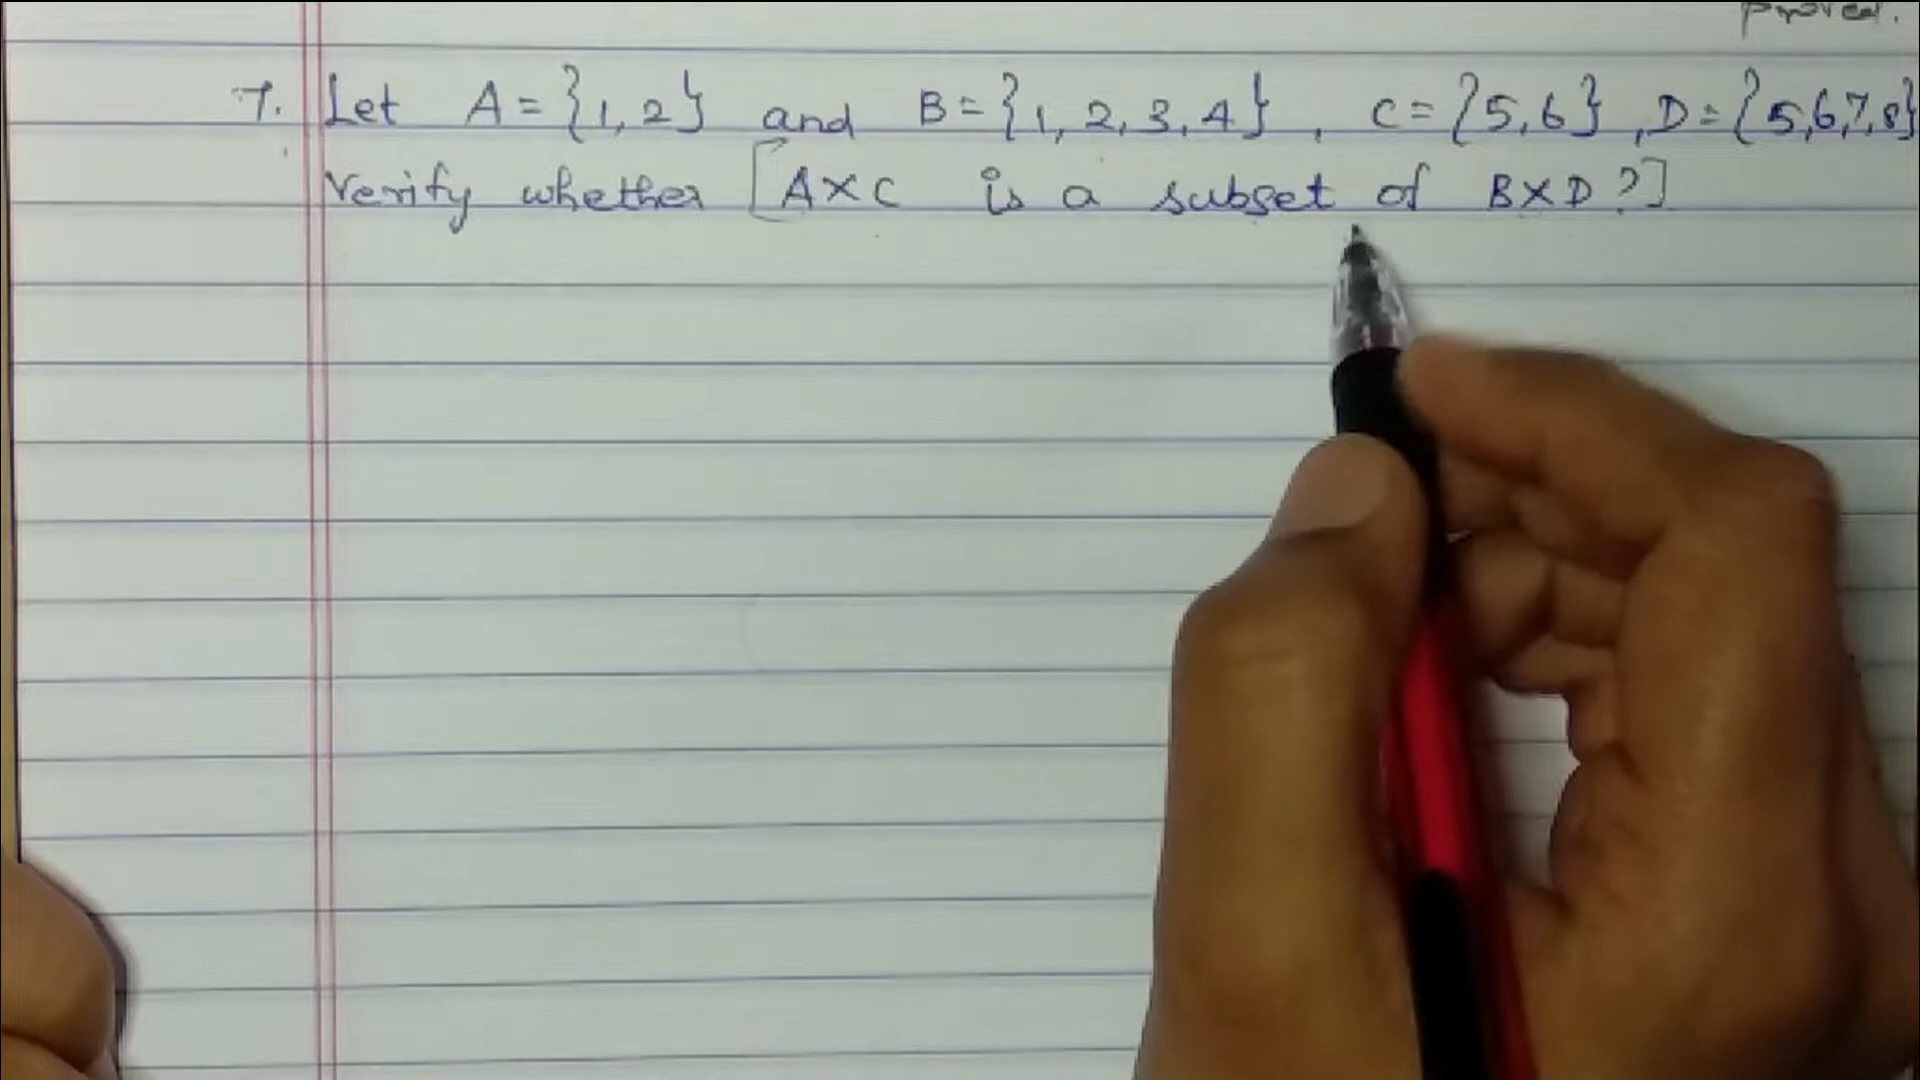 proved.
7. Let A = {1, 2} and B = {1, 2, 3, 4}, C = {5, 6}, D = {5, 6, 7, 8}
Verify whether [A × C is a subset of B × D ?]